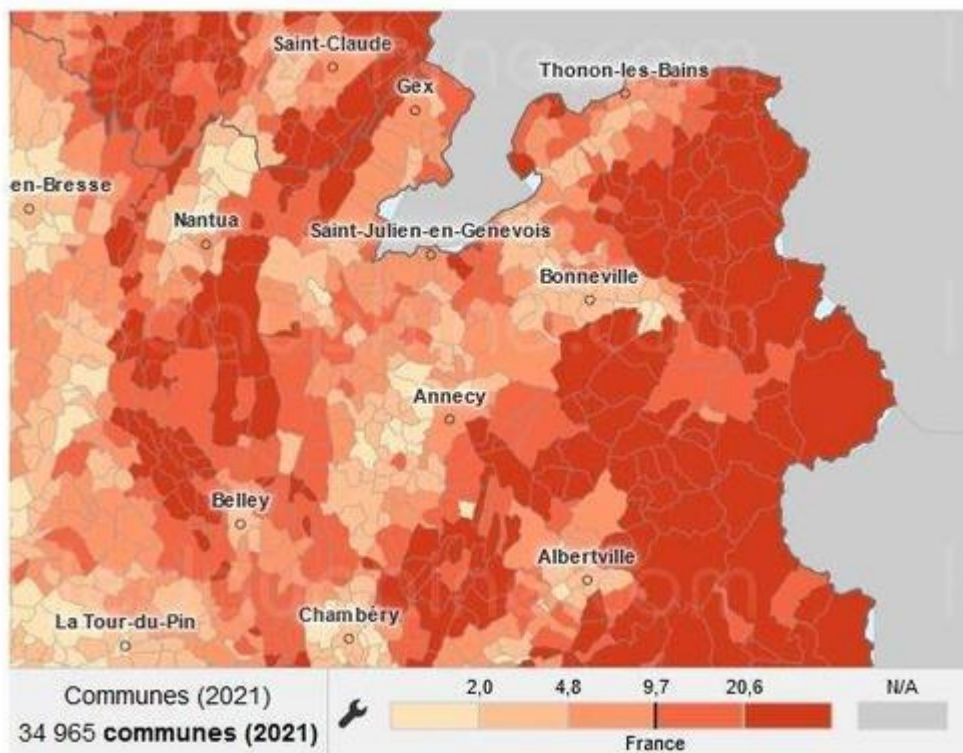 Saint-Claude
Thonon-les-Bains
Gex
en-Bresse
Nantua
Saint-Julien-en-Genevois
Bonneville
Annecy
Belley
Albertville
Chambéry
La Tour-du-Pin
Communes (2021)
34 965 communes (2021)
2,0 4,8 9,7 20,6 N/A
France